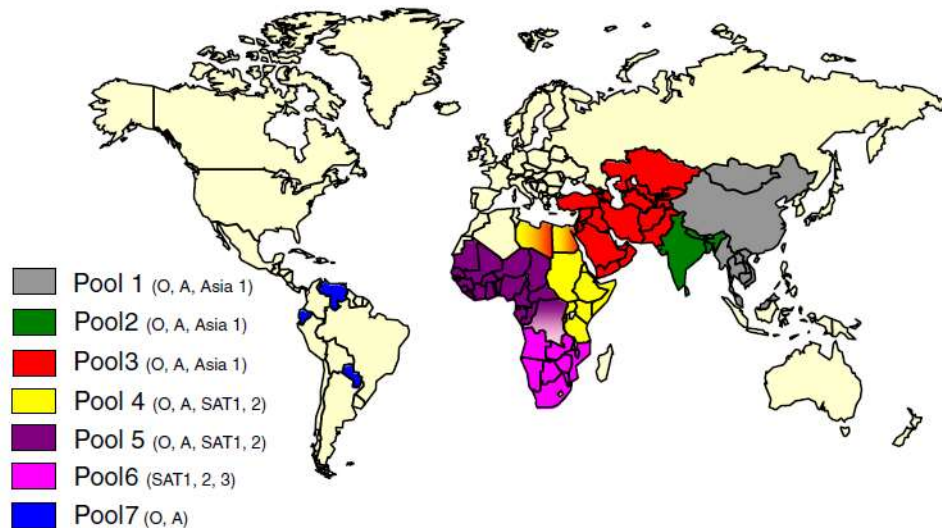 Pool 1 (O, A, Asia 1)
Pool2 (O, A, Asia 1)
Pool3 (O, A, Asia 1)
Pool 4 (O, A, SAT1, 2)
Pool 5 (O, A, SAT1, 2)
Pool6 (SAT1, 2, 3)
Pool7 (O, A)